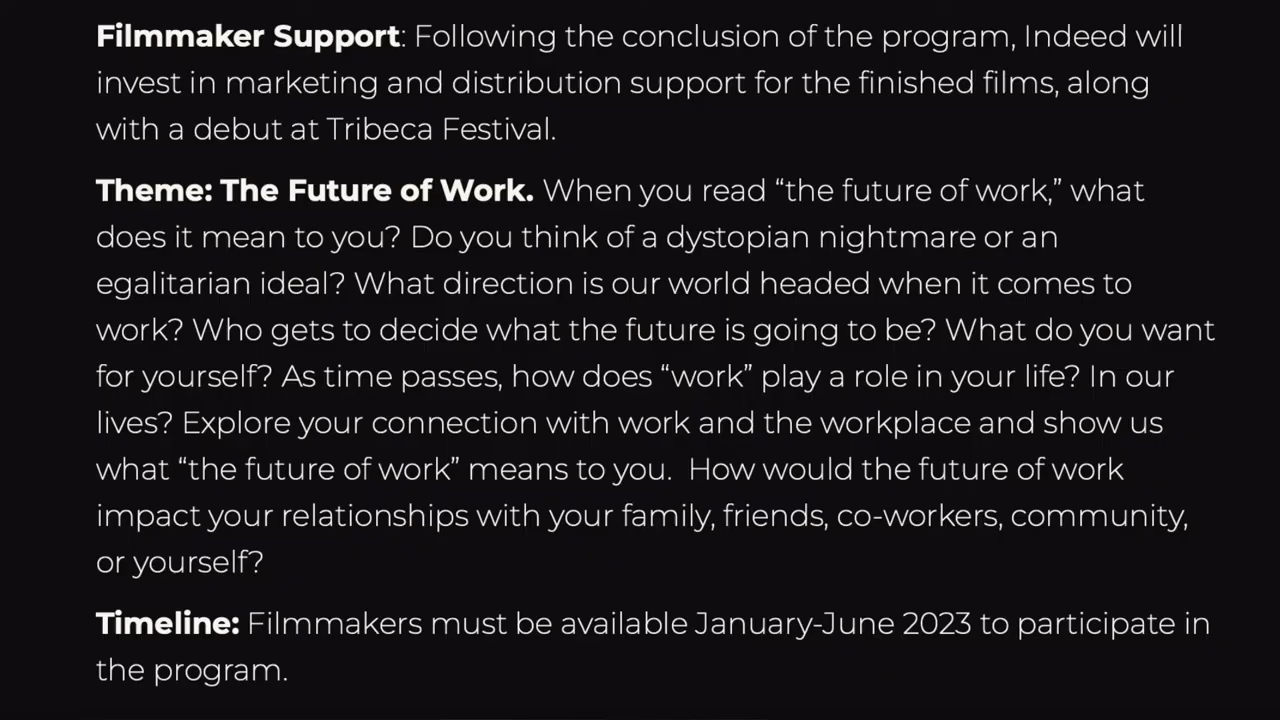 Filmmaker Support: Following the conclusion of the program, Indeed will
invest in marketing and distribution support for the finished films, along
with a debut at Tribeca Festival.
Theme: The Future of Work. When you read “the future of work,” what
does it mean to you? Do you think of a dystopian nightmare or an
egalitarian ideal? What direction is our world headed when it comes to
work? Who gets to decide what the future is going to be? What do you want
for yourself? As time passes, how does “work” play a role in your life? In our
lives? Explore your connection with work and the workplace and show us
what “the future of work” means to you.  How would the future of work
impact your relationships with your family, friends, co-workers, community,
or yourself?
Timeline: Filmmakers must be available January-June 2023 to participate in
the program.